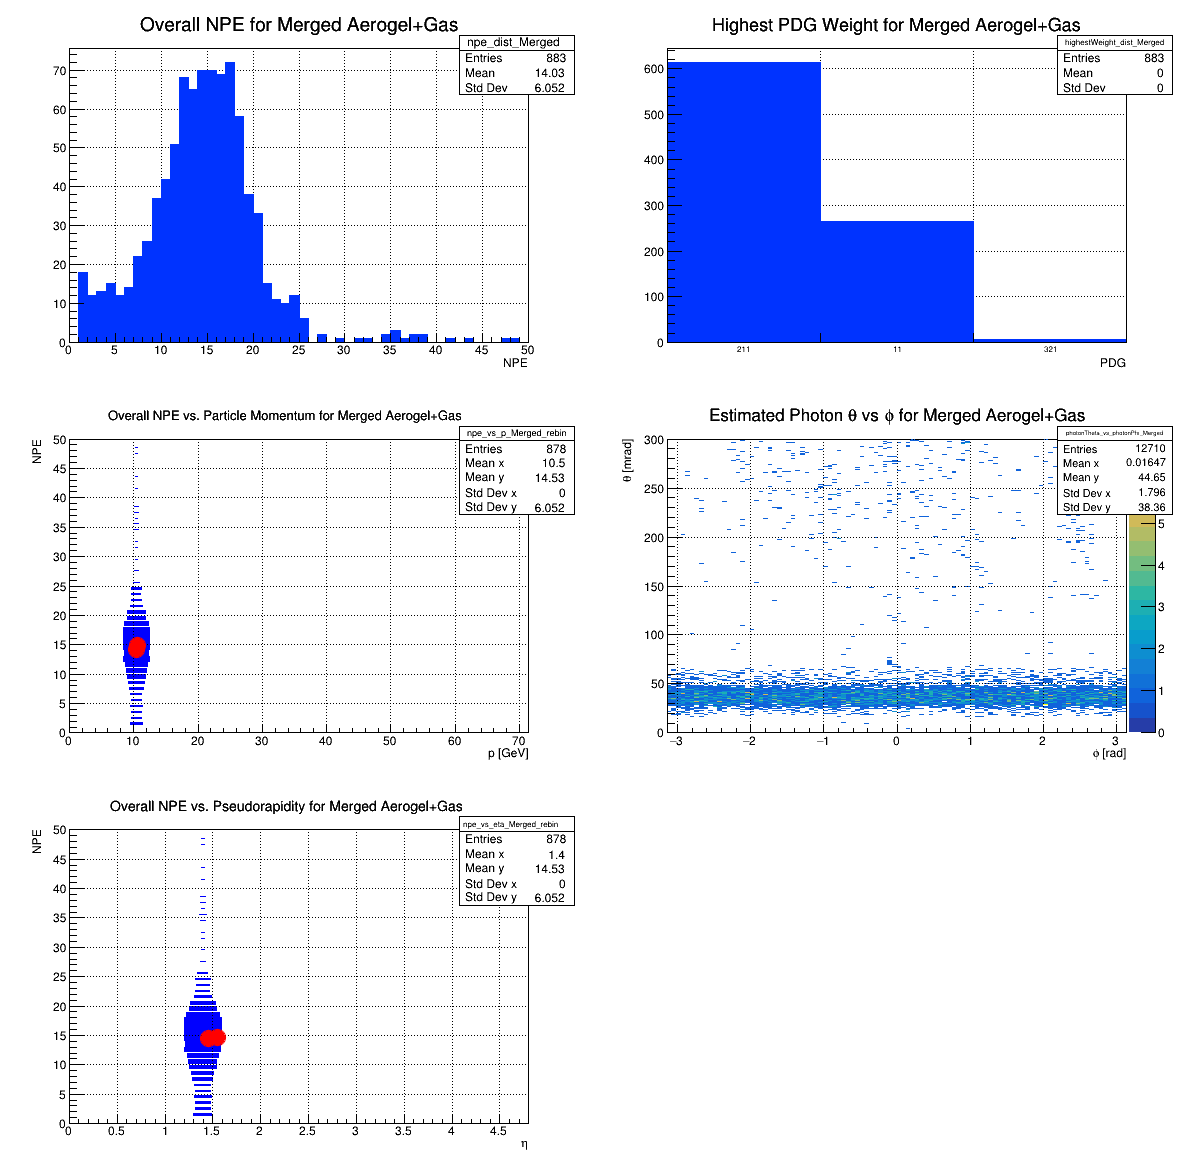 Overall NPE for Merged Aerogel+Gas
npe_dist_Merged
Entries 883
Mean 14.03
Std Dev 6.052
70
60
50
40
30
20
10
0
0 5 10 15 20 25 30 35 40 45 50
NPE
Highest PDG Weight for Merged Aerogel+Gas
highestWeight_dist_Merged
Entries 883
Mean 0
Std Dev 0
600
500
400
300
200
100
0
211 11 321
PDG
Overall NPE vs. Particle Momentum for Merged Aerogel+Gas
npe_vs_p_Merged_rebin
Entries 878
Mean x 10.5
Mean y 14.53
Std Dev x 0
Std Dev y 6.052
NPE
50
45
40
35
30
25
20
15
10
5
0
0 10 20 30 40 50 60 70
p [GeV]
Estimated Photon θ vs ϕ for Merged Aerogel+Gas
photonTheta_vs_photonPhi_Merged
Entries 12710
Mean x 0.01647
Mean y 44.65
Std Dev x 1.796
Std Dev y 38.36
θ [mrad]
300
250
200
150
100
50
0
−3 −2 −1 0 1 2 3
ϕ [rad]
5
4
3
2
1
0
Overall NPE vs. Pseudorapidity for Merged Aerogel+Gas
npe_vs_eta_Merged_rebin
Entries 878
Mean x 1.4
Mean y 14.53
Std Dev x 0
Std Dev y 6.052
NPE
50
45
40
35
30
25
20
15
10
5
0
0 0.5 1 1.5 2 2.5 3 3.5 4 4.5
η